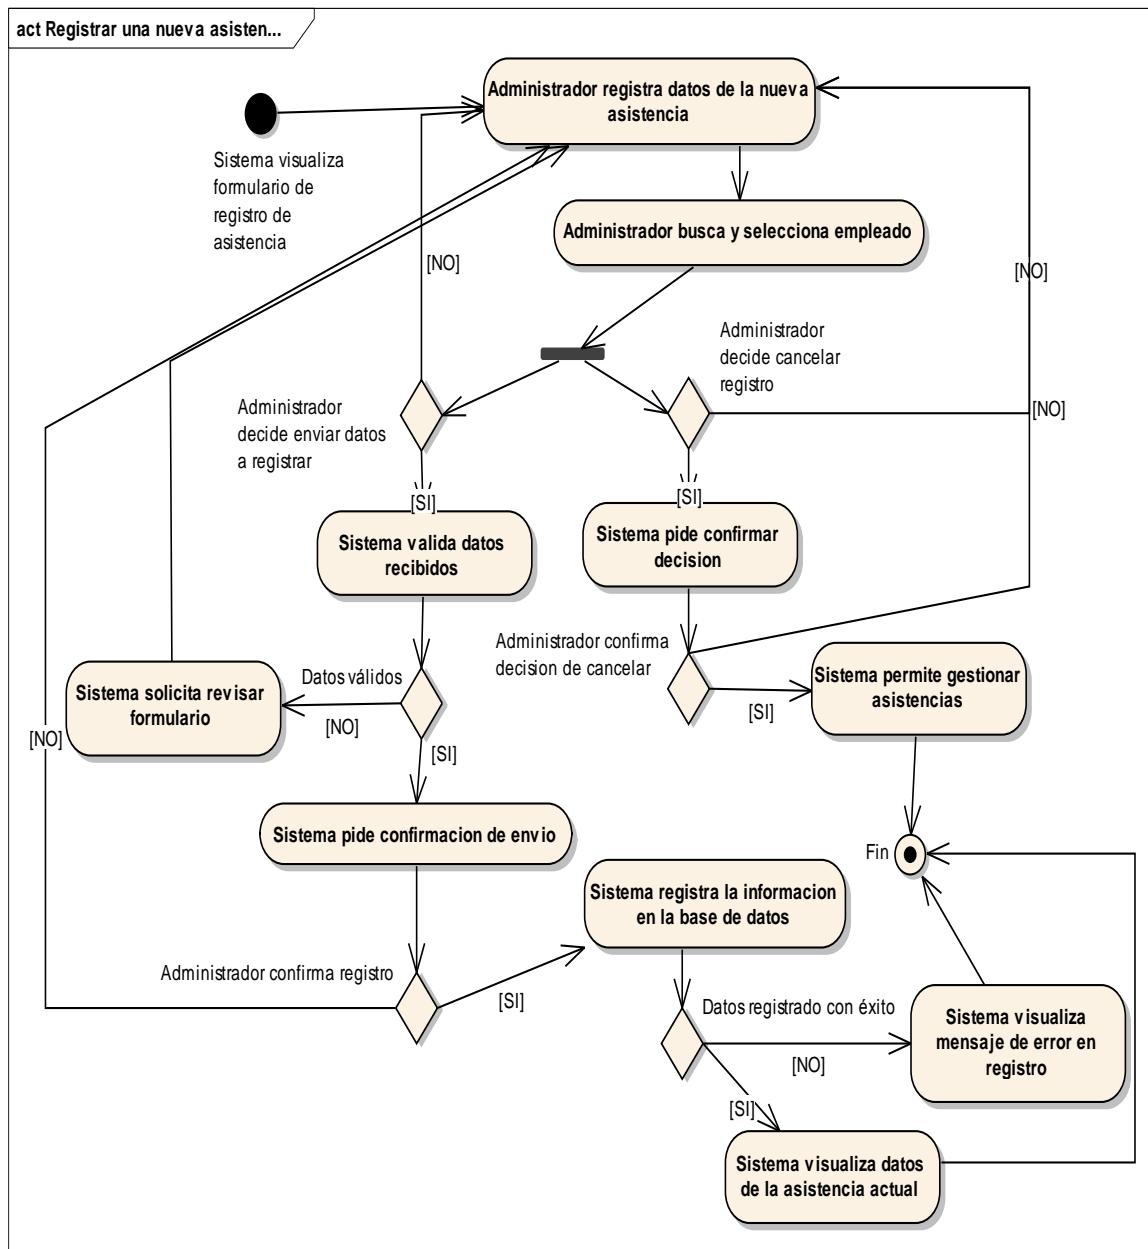 act Registrar una nueva asisten...
Administrador registra datos de la nueva
asistencia
Sistema visualiza
formulario de
registro de
asistencia
Administrador busca y selecciona empleado
[NO]
[NO]
Administrador
decide cancelar
registro
Administrador
decide enviar datos
a registrar
[NO]
[SI]
[SI]
Sistema valida datos
recibidos
Sistema pide confirmar
decision
Administrador confirma
decision de cancelar
Datos válidos
Sistema solicita revisar
formulario
Sistema permite gestionar
asistencias
[NO]
[SI]
[NO]
[SI]
Sistema pide confirmacion de envio
Fin
Sistema registra la informacion
en la base de datos
Administrador confirma registro
[SI]
Datos registrado con éxito
Sistema visualiza
mensaje de error en
registro
[NO]
[SI]
Sistema visualiza datos
de la asistencia actual